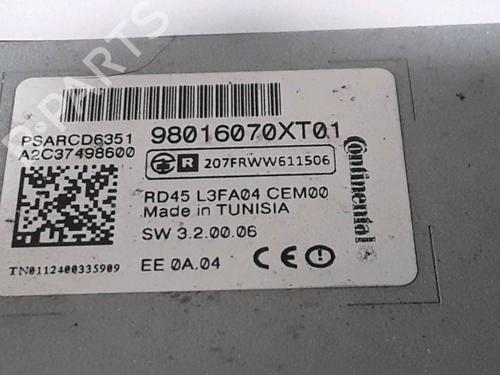 PSARCD6351
A2C37498600
98016070XT01
R 207FRWW611506
RD45 L3FA04 CEM00
Made in TUNISIA
SW 3.2.00.06
TN0112400335909
EE 0A.04
CE
Continental
B-PARTS